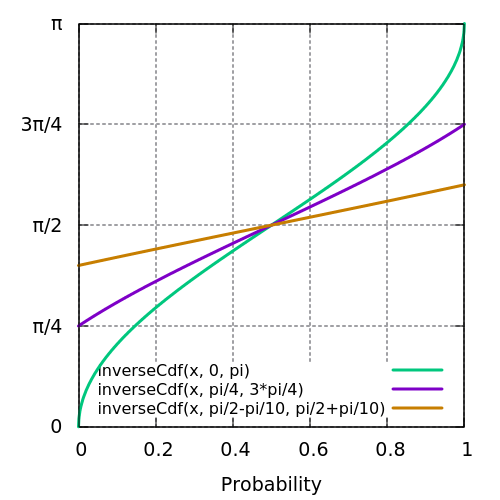 π
3π/4
π/2
π/4
0
inverseCdf(x, 0, pi)
inverseCdf(x, pi/4, 3*pi/4)
inverseCdf(x, pi/2-pi/10, pi/2+pi/10)
0 0.2 0.4 0.6 0.8 1
Probability